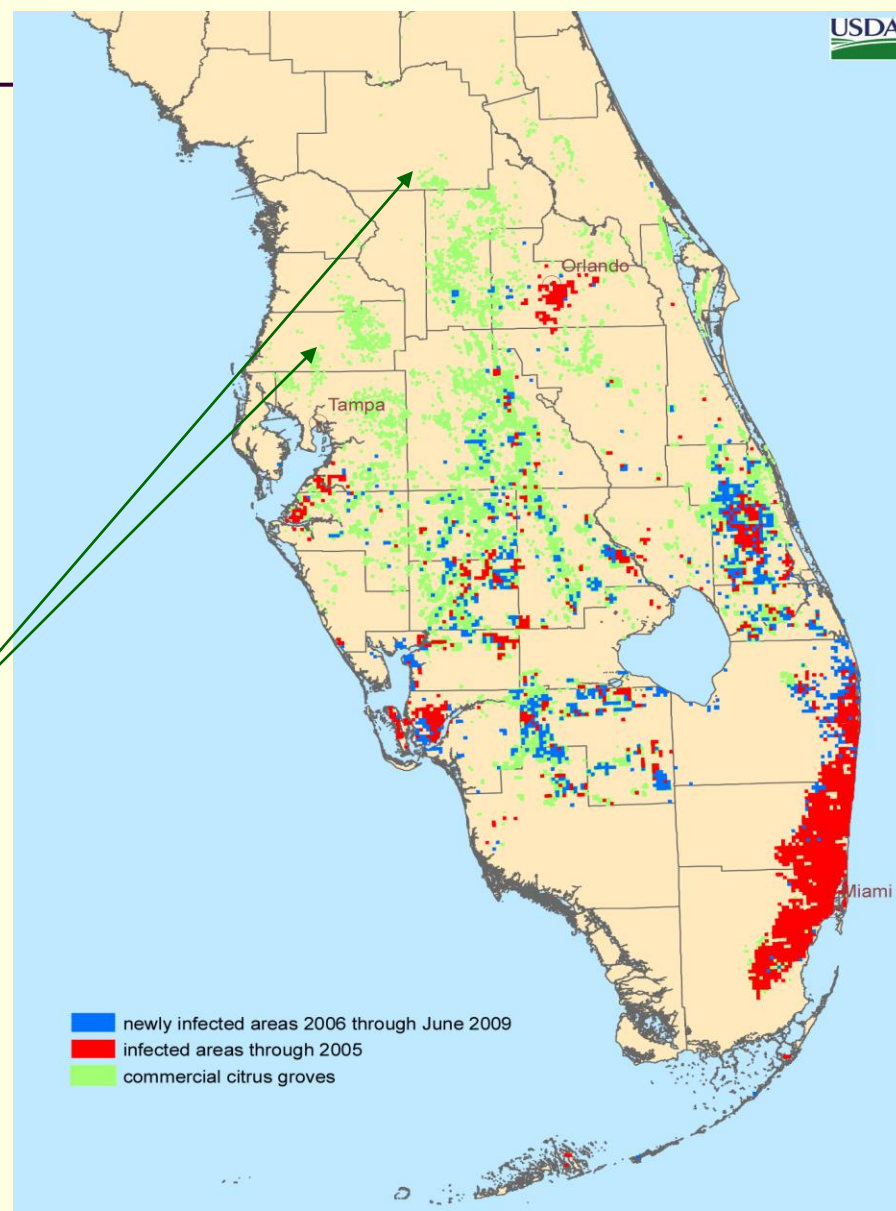 USDA
Orlando
Tampa
Miami
newly infected areas 2006 through June 2009
infected areas through 2005
commercial citrus groves